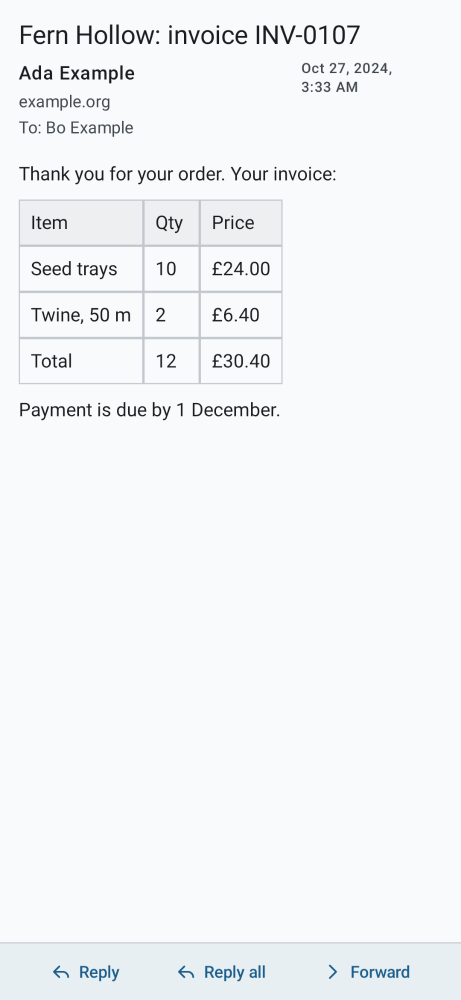 Fern Hollow: invoice INV-0107
Ada Example
Oct 27, 2024,
3:33 AM
example.org
To: Bo Example
Thank you for your order. Your invoice:
Item Qty Price
Seed trays 10 £24.00
Twine, 50 m 2 £6.40
Total 12 £30.40
Payment is due by 1 December.
Reply Reply all Forward